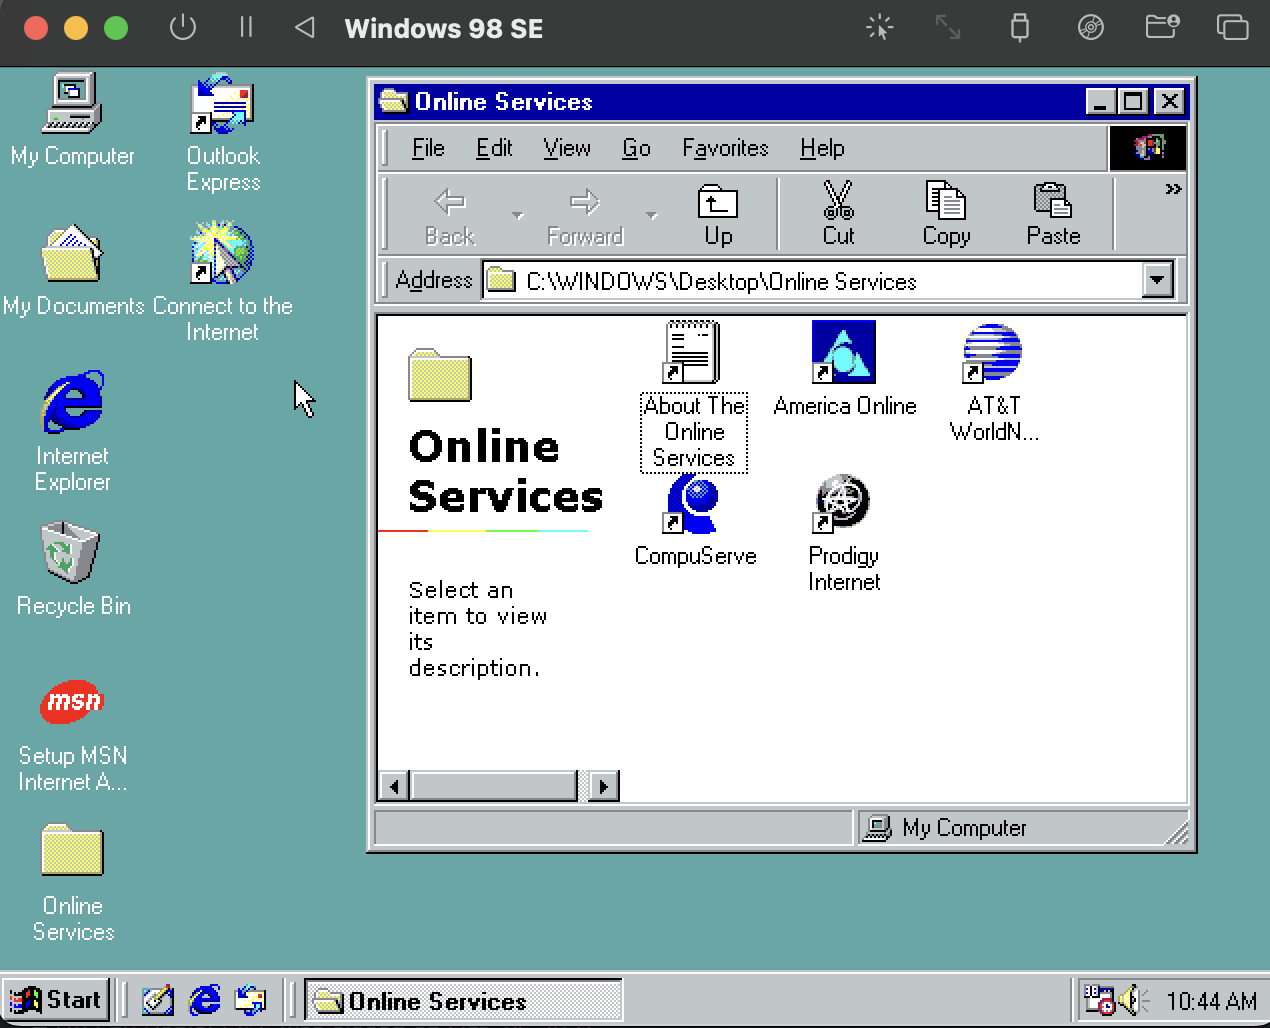 Windows 98 SE
My Computer
Outlook
Express
My Documents
Connect to the
Internet
Internet
Explorer
Recycle Bin
msn
Setup MSN
Internet A...
Online
Services
Online Services
File Edit View Go Favorites Help
Back Forward Up Cut Copy Paste »
Address C:\WINDOWS\Desktop\Online Services
Online
Services
Select an
item to view
its
description.
About The
Online
Services
America Online
AT&T
WorldN...
CompuServe
Prodigy
Internet
My Computer
Start Online Services 10:44 AM